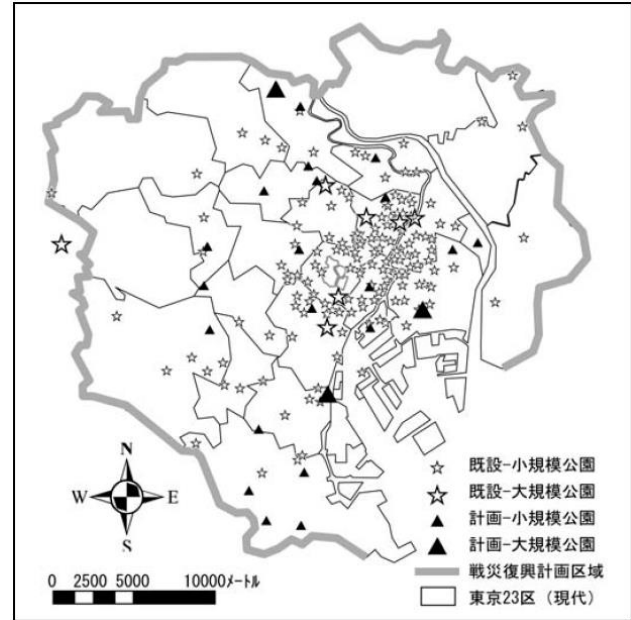 既設-小規模公園
既設-大規模公園
計画-小規模公園
計画-大規模公園
戦災復興計画区域
東京23区（現代）
N
W E
S
0 2500 5000 10000メートル